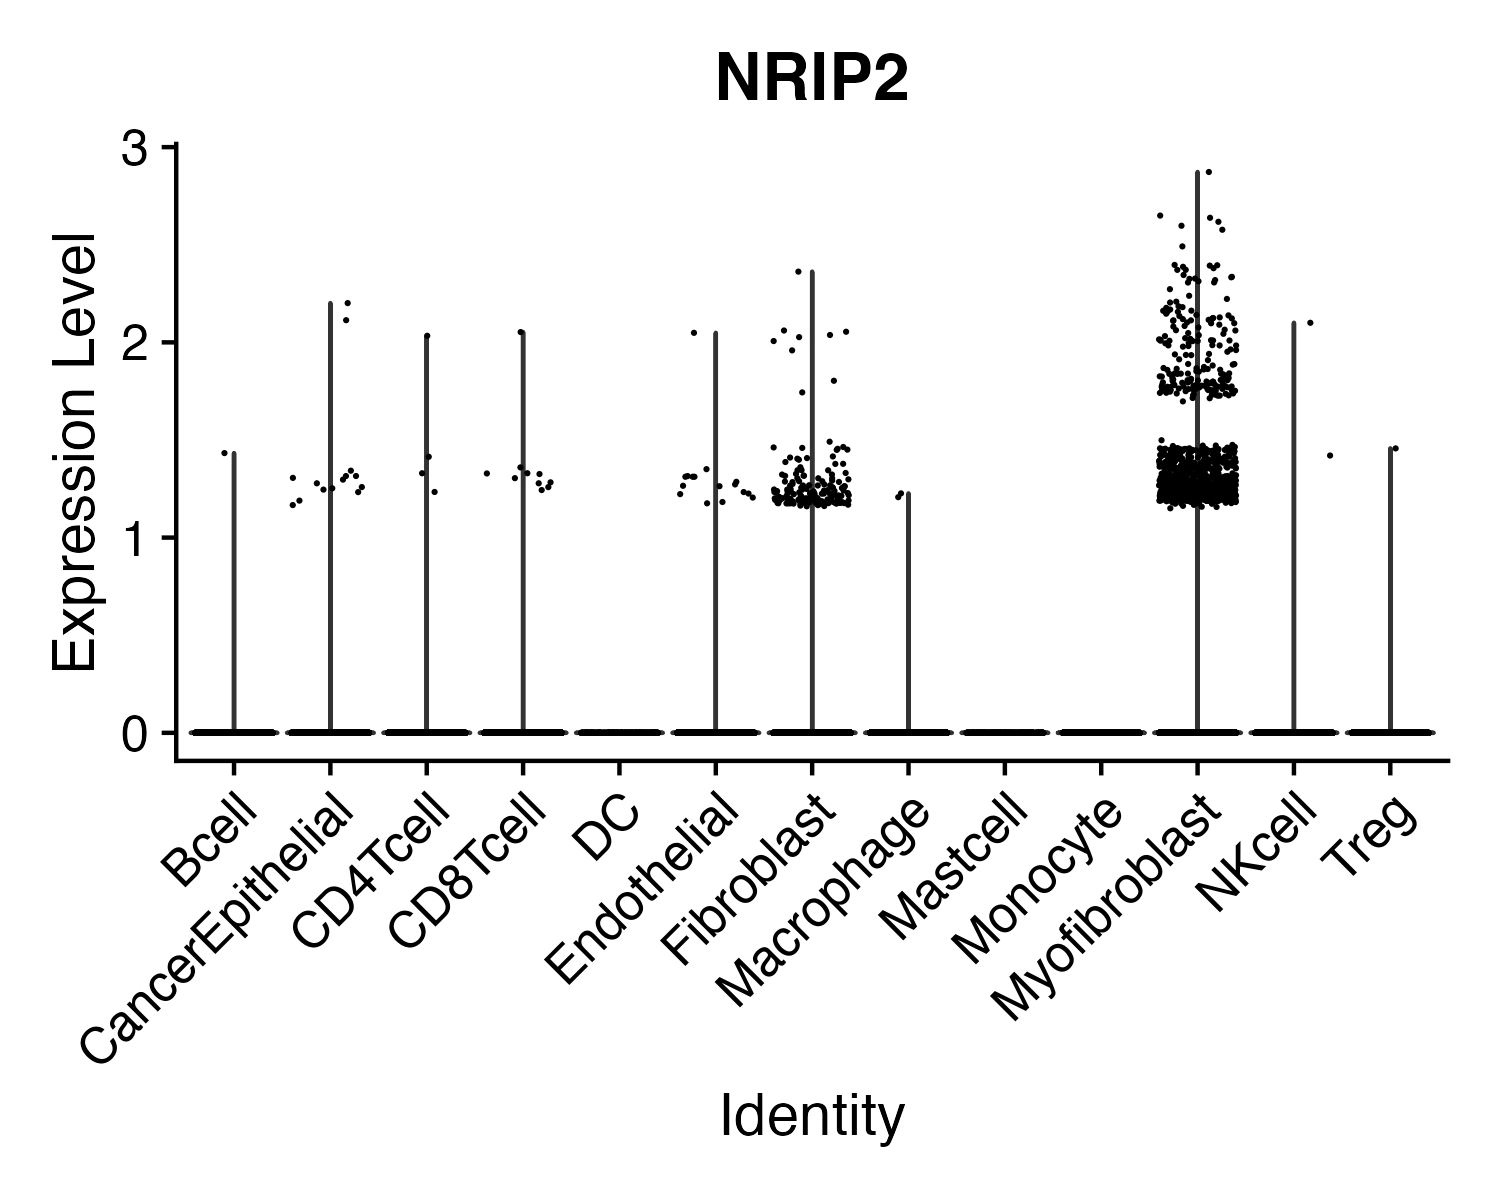 NRIP2
3
2
1
0
Expression Level
Bcell
CancerEpithelial
CD4Tcell
CD8Tcell
DC
Endothelial
Fibroblast
Macrophage
Mastcell
Monocyte
Myofibroblast
NKcell
Treg
Identity